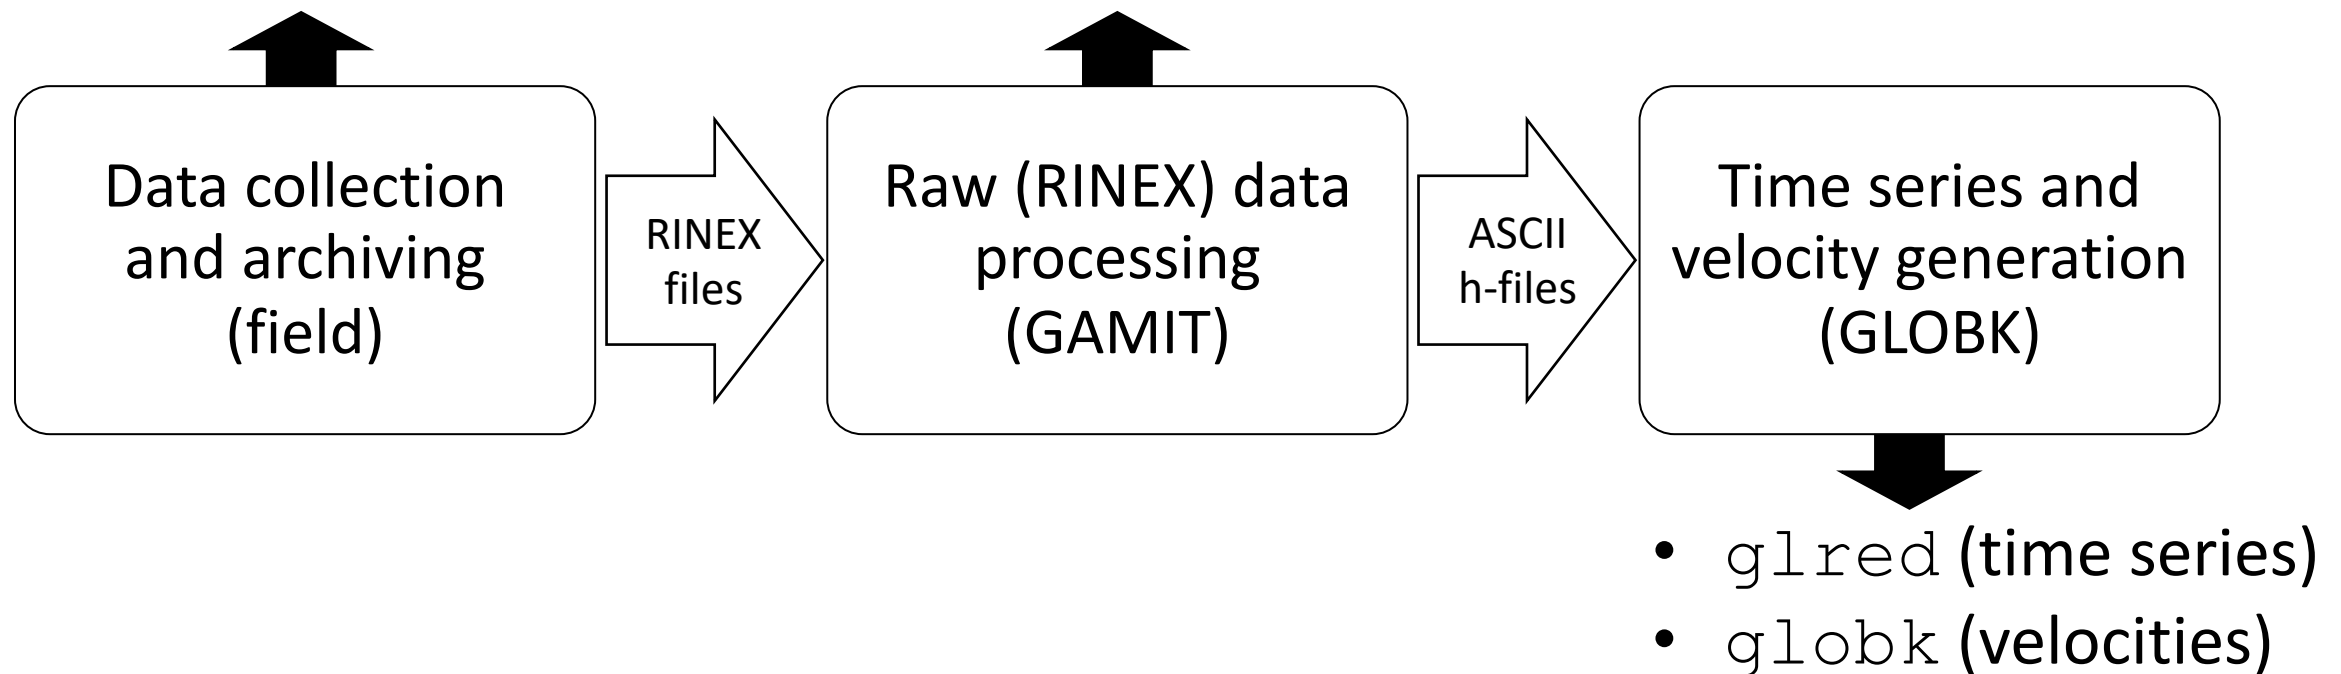 Data collection
and archiving
(field)
RINEX
files
Raw (RINEX) data
processing
(GAMIT)
ASCII
h-files
Time series and
velocity generation
(GLOBK)
• glred (time series)
• globk (velocities)